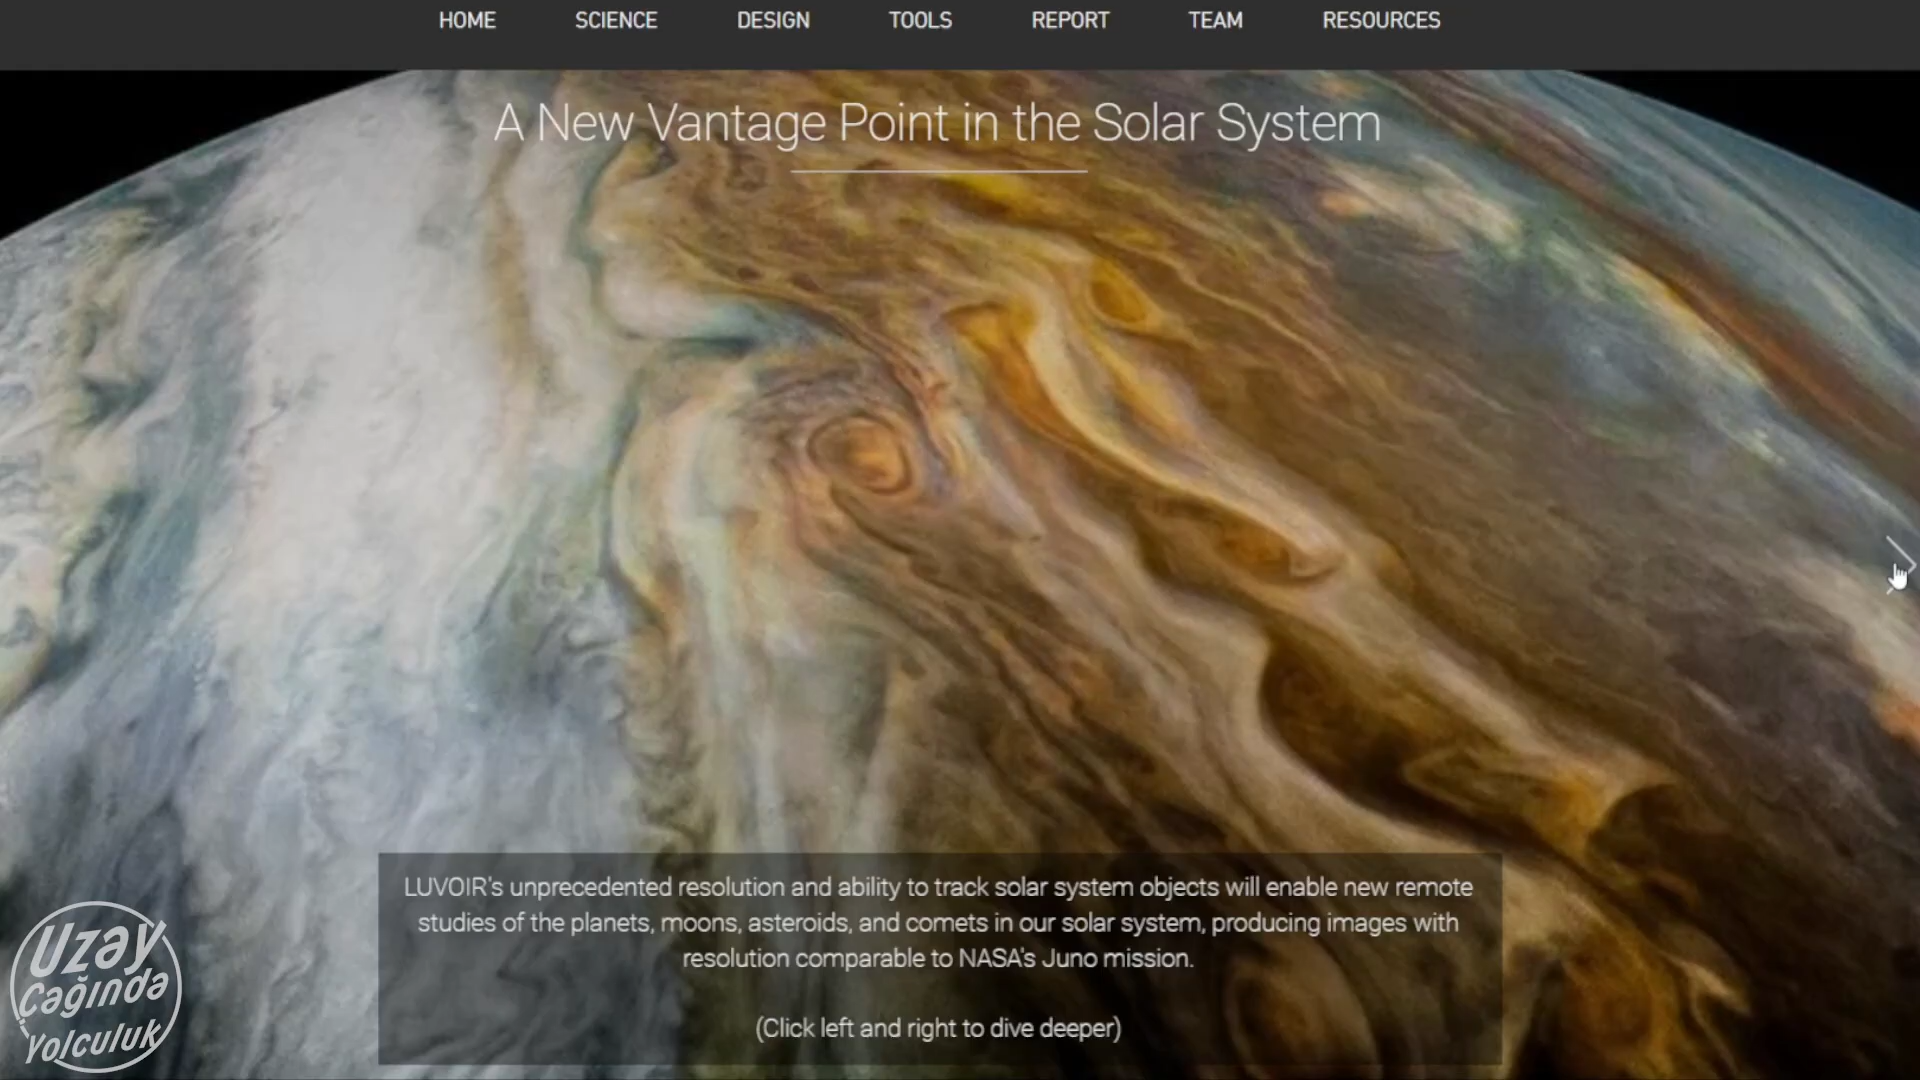 HOME SCIENCE DESIGN TOOLS REPORT TEAM RESOURCES
A New Vantage Point in the Solar System
LUVOIR's unprecedented resolution and ability to track solar system objects will enable new remote
studies of the planets, moons, asteroids, and comets in our solar system, producing images with
resolution comparable to NASA's Juno mission.
(Click left and right to dive deeper)
Uzay
Çağında
Yolculuk